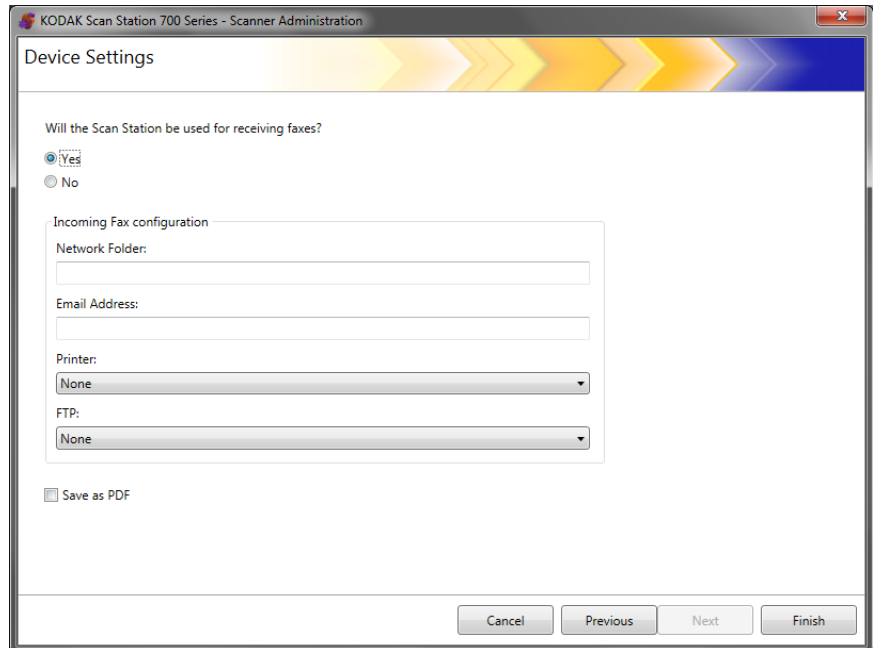 KODAK Scan Station 700 Series - Scanner Administration
Device Settings
Will the Scan Station be used for receiving faxes?
Yes
No
Incoming Fax configuration
Network Folder:
Email Address:
Printer:
None
FTP:
None
Save as PDF
Cancel Previous Next Finish